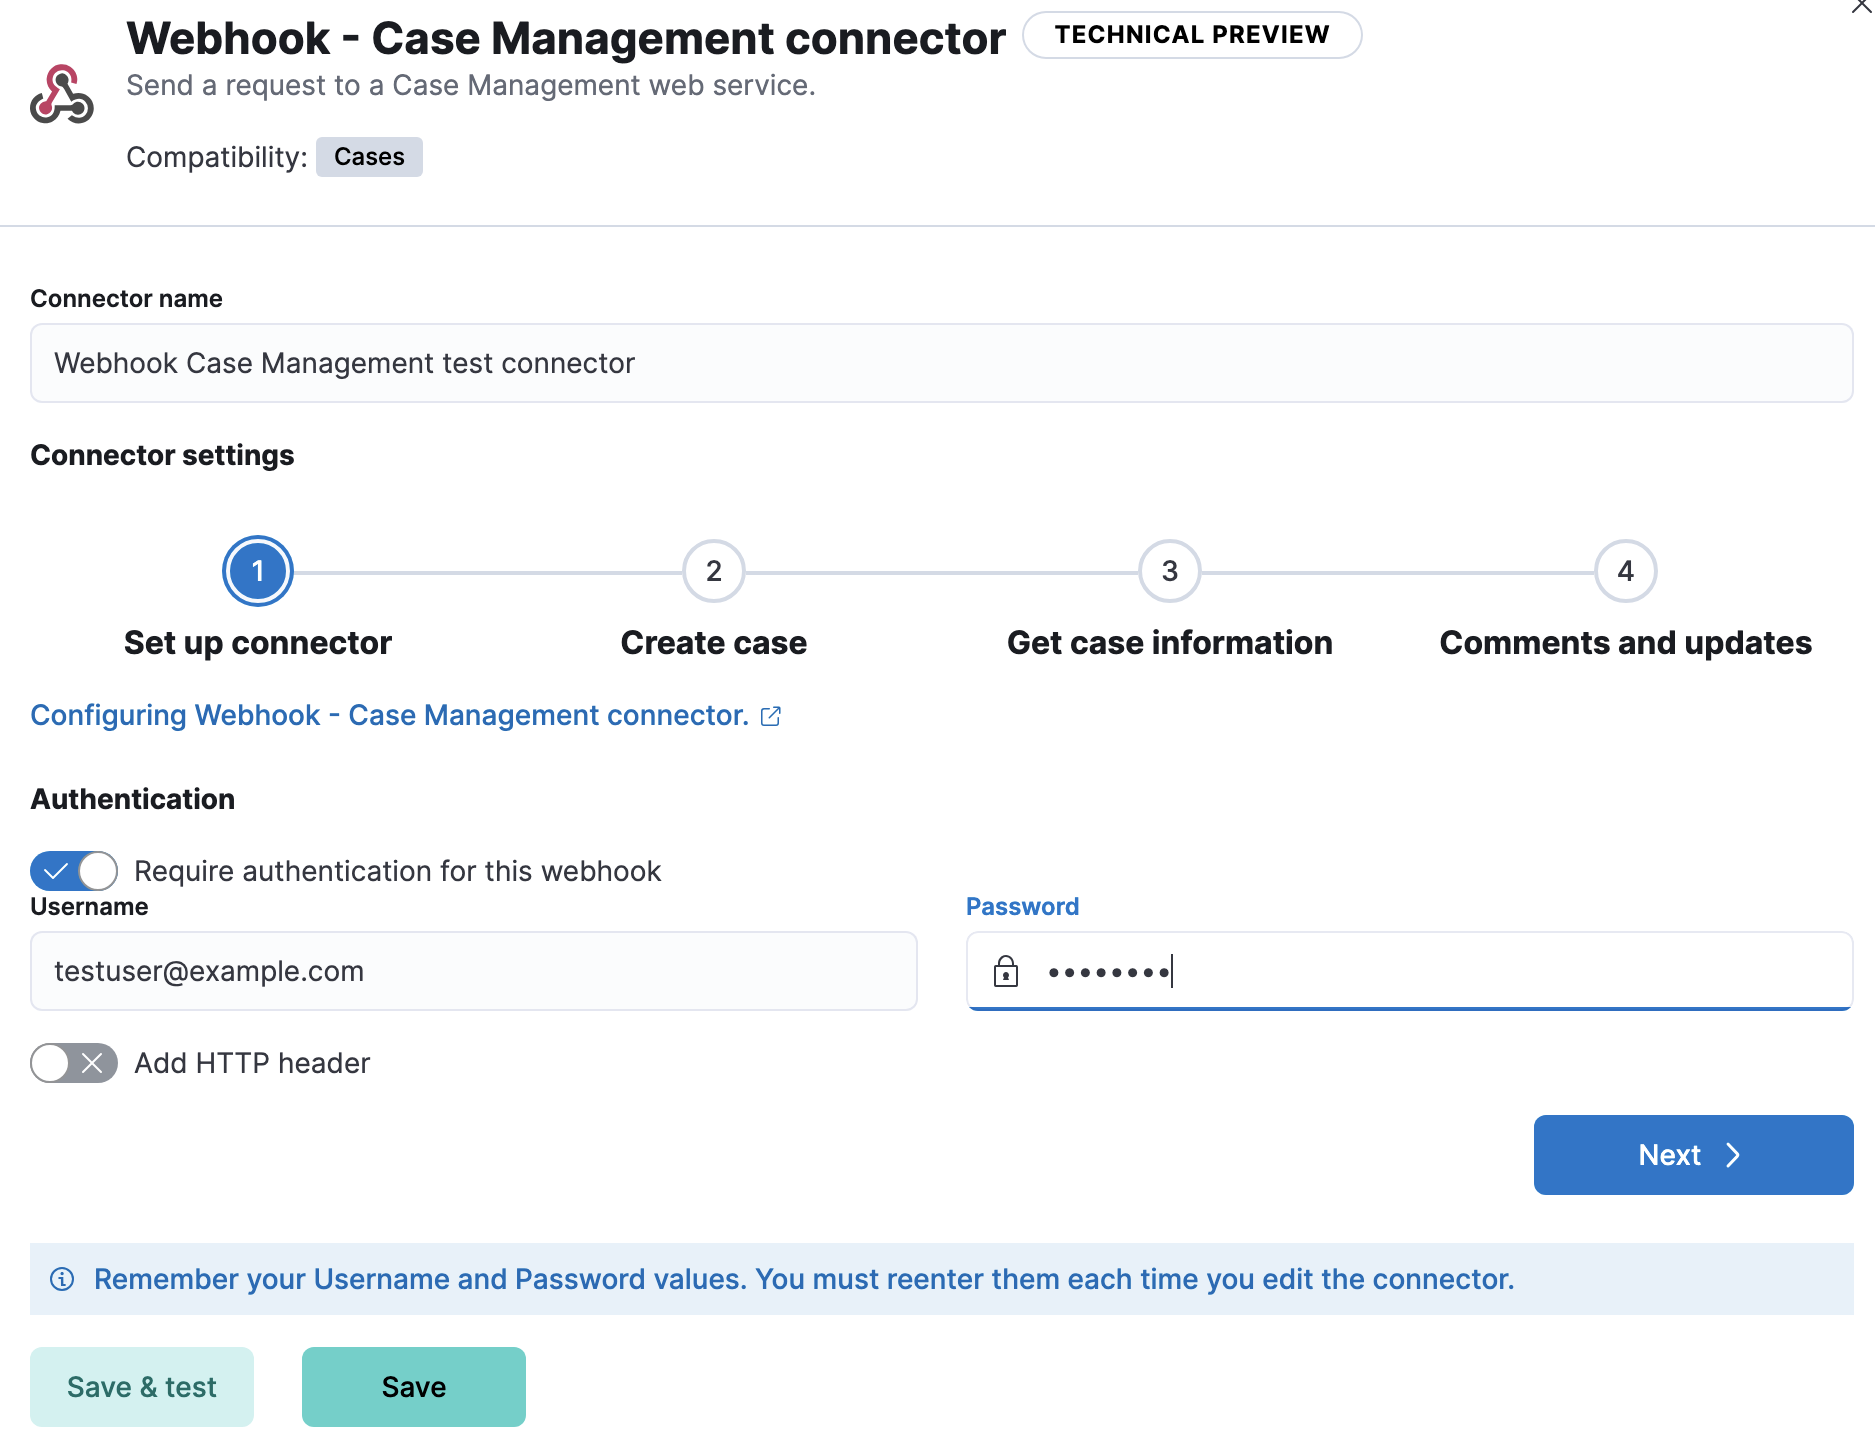 Webhook - Case Management connector TECHNICAL PREVIEW
Send a request to a Case Management web service.
Compatibility: Cases
Connector name
Webhook Case Management test connector
Connector settings
1 2 3 4
Set up connector Create case Get case information Comments and updates
Configuring Webhook - Case Management connector.
Authentication
Require authentication for this webhook
Username Password
testuser@example.com ••••••••
Add HTTP header
Next
Remember your Username and Password values. You must reenter them each time you edit the connector.
Save & test Save